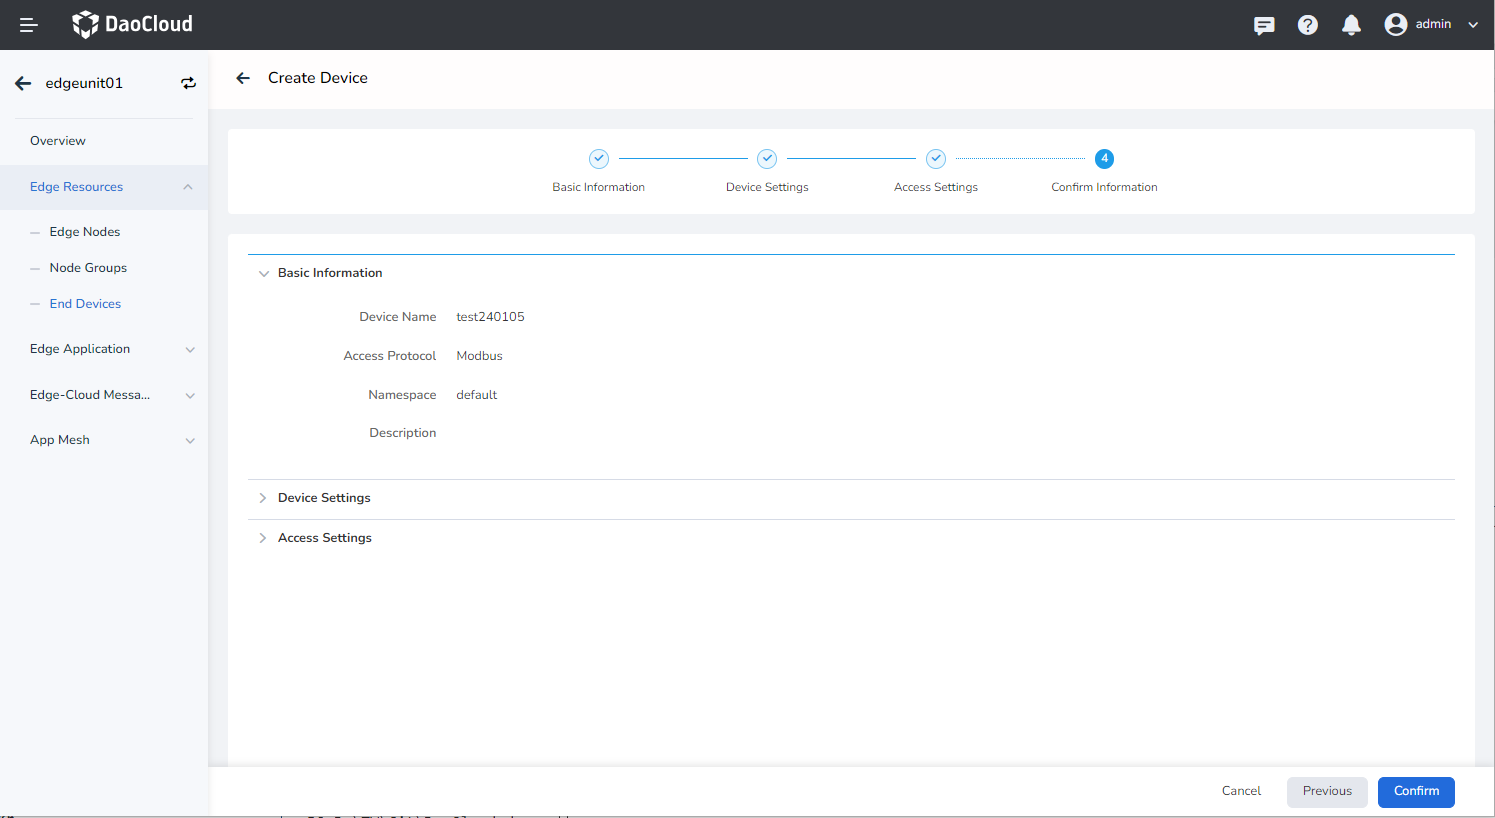 DaoCloud
admin
edgeunit01
Create Device
Overview
Edge Resources
Edge Nodes
Node Groups
End Devices
Edge Application
Edge-Cloud Messa...
App Mesh
4
Basic Information
Device Settings
Access Settings
Confirm Information
Basic Information
Device Name test240105
Access Protocol Modbus
Namespace default
Description
Device Settings
Access Settings
Cancel
Previous
Confirm